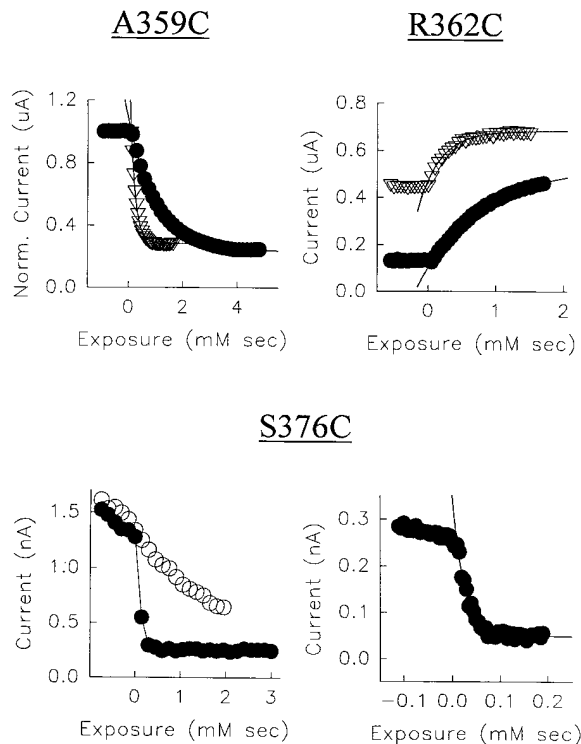 A359C
R362C
Norm. Current (uA)
1.2
0.8
0.4
0.0
0
2
4
Exposure (mM sec)
Current (uA)
0.8
0.6
0.4
0.2
0.0
0
1
2
Exposure (mM sec)
S376C
Current (nA)
1.5
1.0
0.5
0.0
0
1
2
3
Exposure (mM sec)
Current (nA)
0.3
0.2
0.1
0.0
-0.1
0.0
0.1
0.2
Exposure (mM sec)